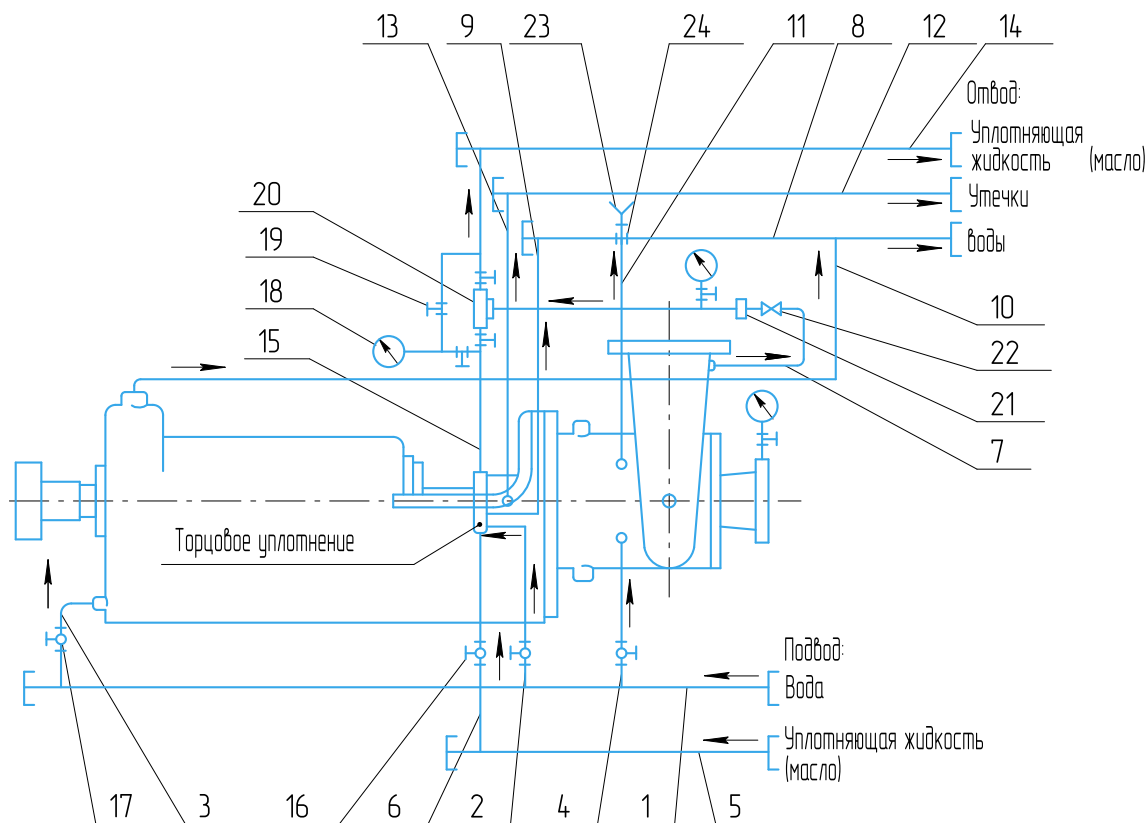 13 9 23 24 11 8 12 14
Отвод:
Уплотняющая
жидкость (масло)
20
Утечки
19
воды
18
10
15
22
21
7
Торцовое уплотнение
Подвод:
Вода
Уплотняющая жидкость
(масло)
17 3 16 6 2 4 1 5